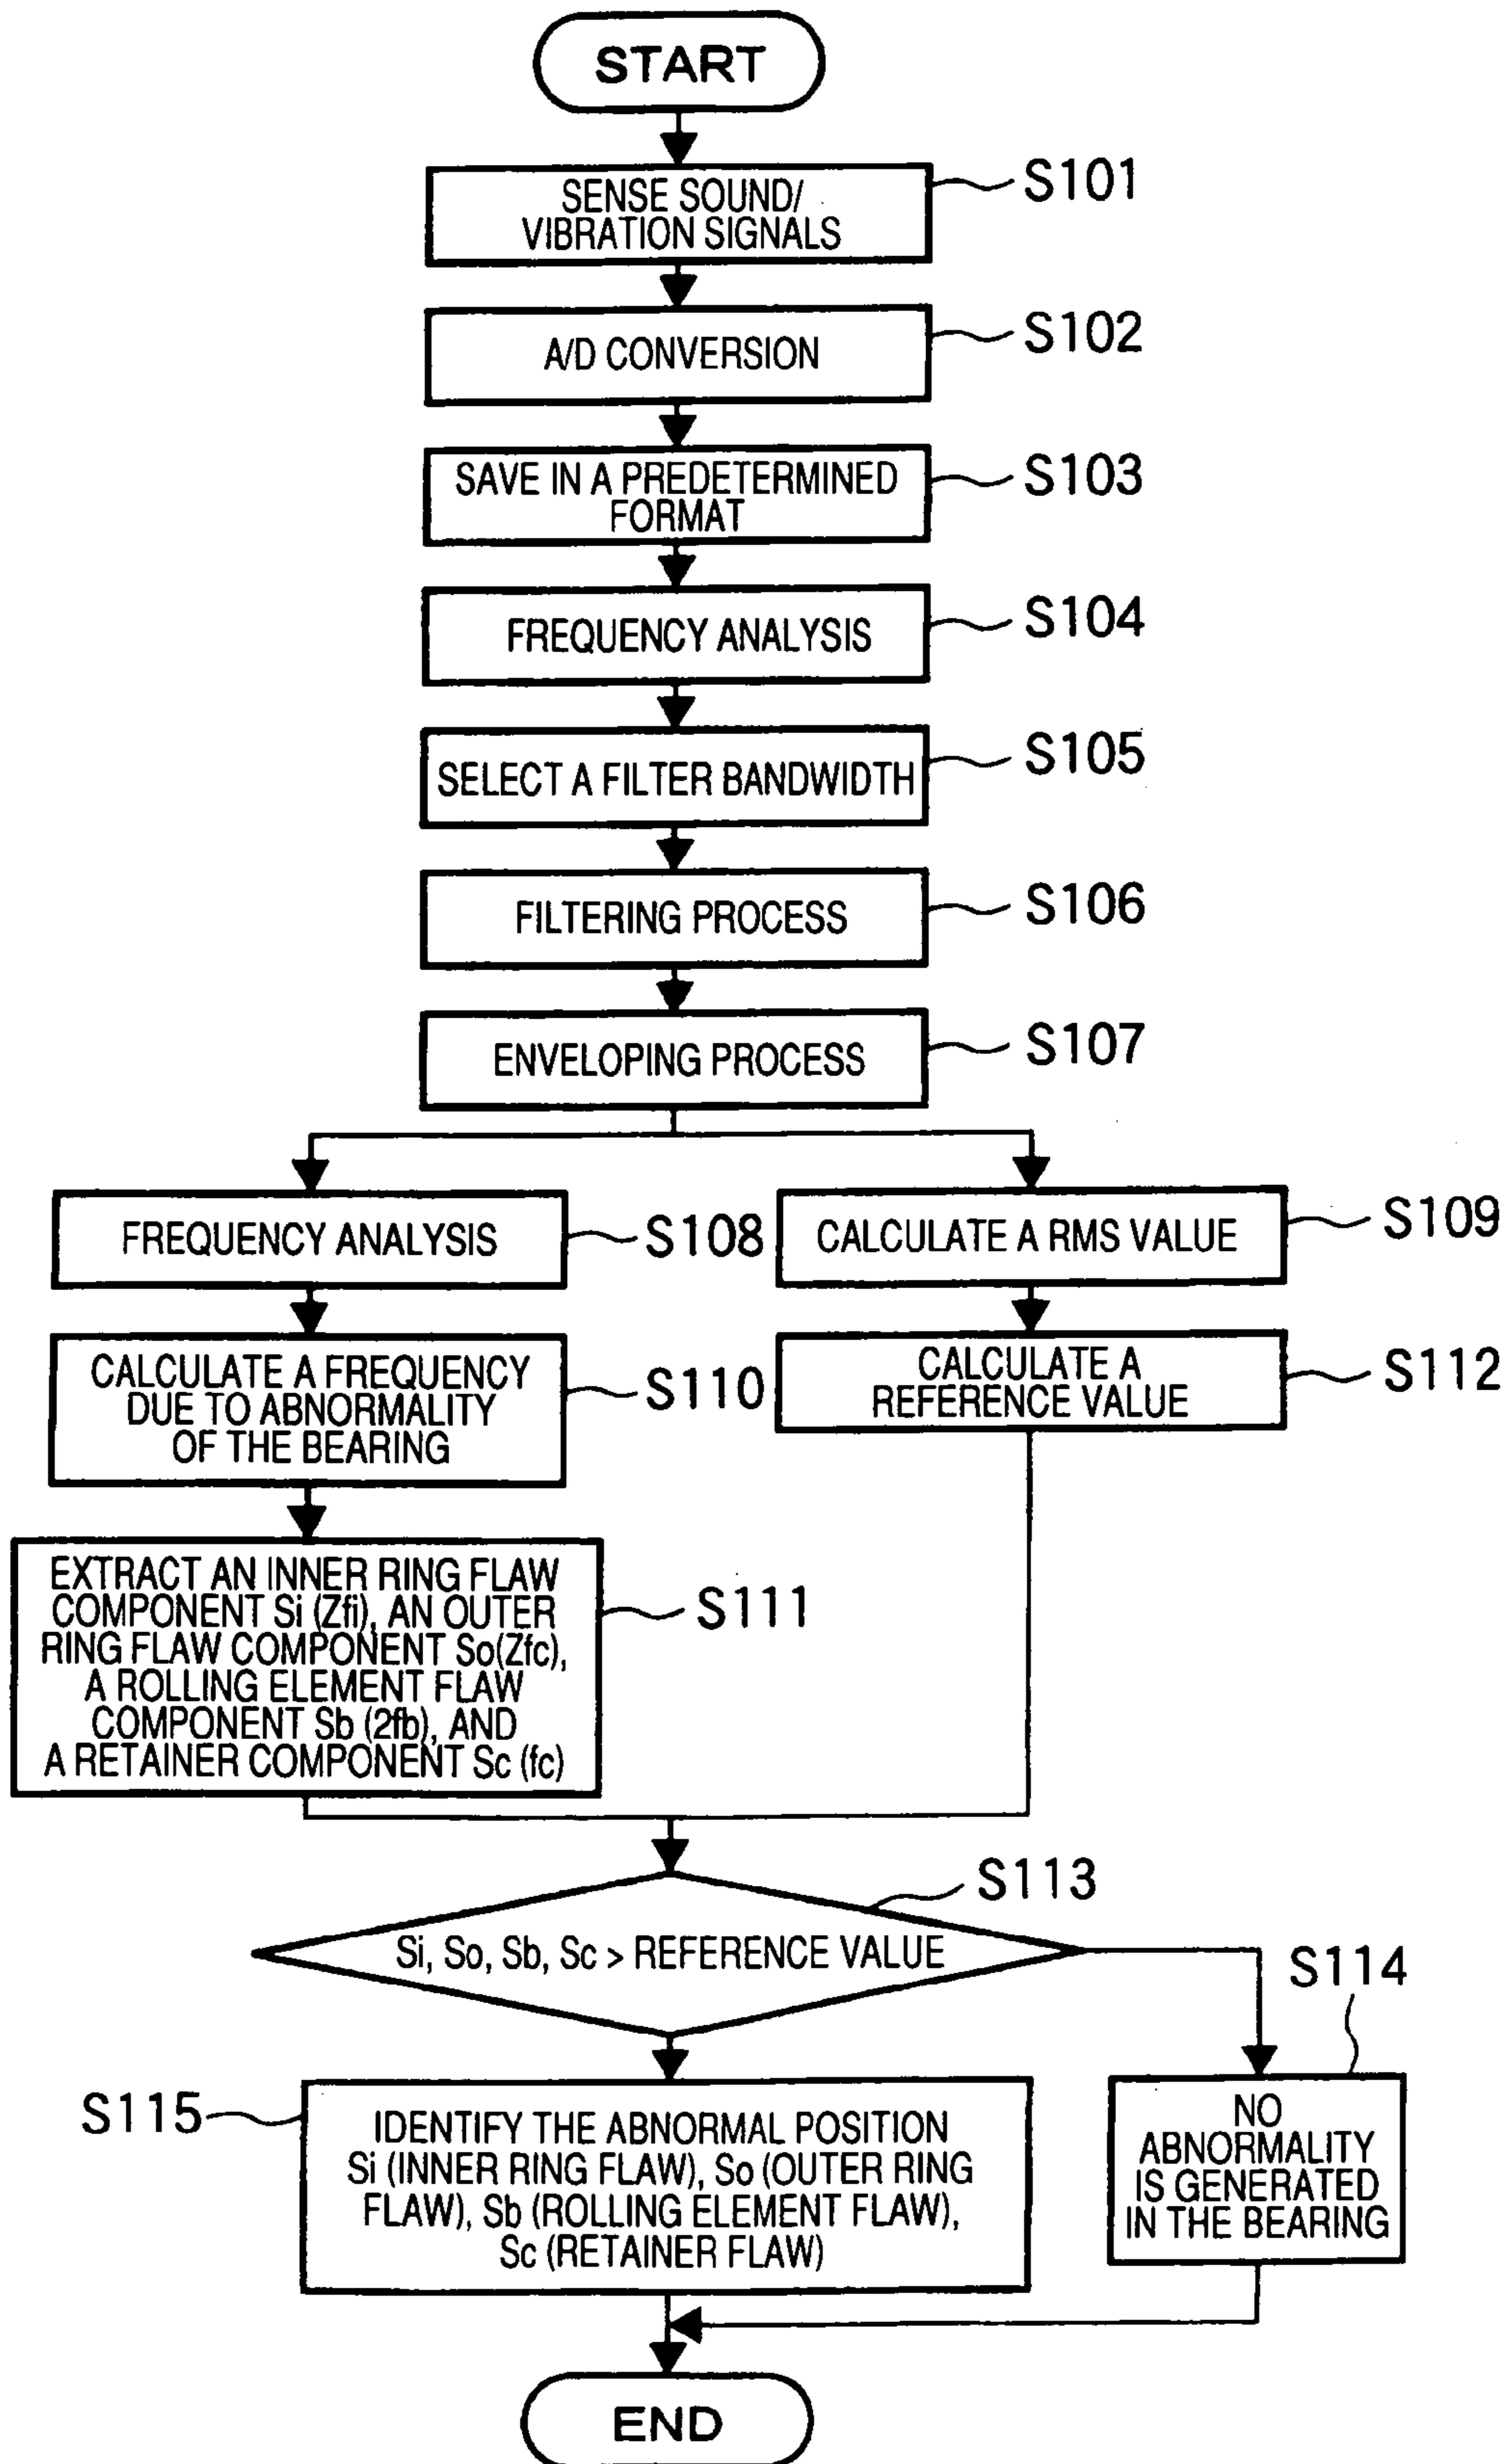 START
SENSE SOUND/
VIBRATION SIGNALS
S101
A/D CONVERSION
S102
SAVE IN A PREDETERMINED
FORMAT
S103
FREQUENCY ANALYSIS
S104
SELECT A FILTER BANDWIDTH
S105
FILTERING PROCESS
S106
ENVELOPING PROCESS
S107
FREQUENCY ANALYSIS
S108
CALCULATE A RMS VALUE
S109
CALCULATE A FREQUENCY
DUE TO ABNORMALITY
OF THE BEARING
S110
CALCULATE A
REFERENCE VALUE
S112
EXTRACT AN INNER RING FLAW
COMPONENT Si (Zfi), AN OUTER
RING FLAW COMPONENT So(Zfc),
A ROLLING ELEMENT FLAW
COMPONENT Sb (2fb), AND
A RETAINER COMPONENT Sc (fc)
S111
Si, So, Sb, Sc > REFERENCE VALUE
S113
S114
NO
ABNORMALITY
IS GENERATED
IN THE BEARING
S115
IDENTIFY THE ABNORMAL POSITION
Si (INNER RING FLAW), So (OUTER RING
FLAW), Sb (ROLLING ELEMENT FLAW),
Sc (RETAINER FLAW)
END